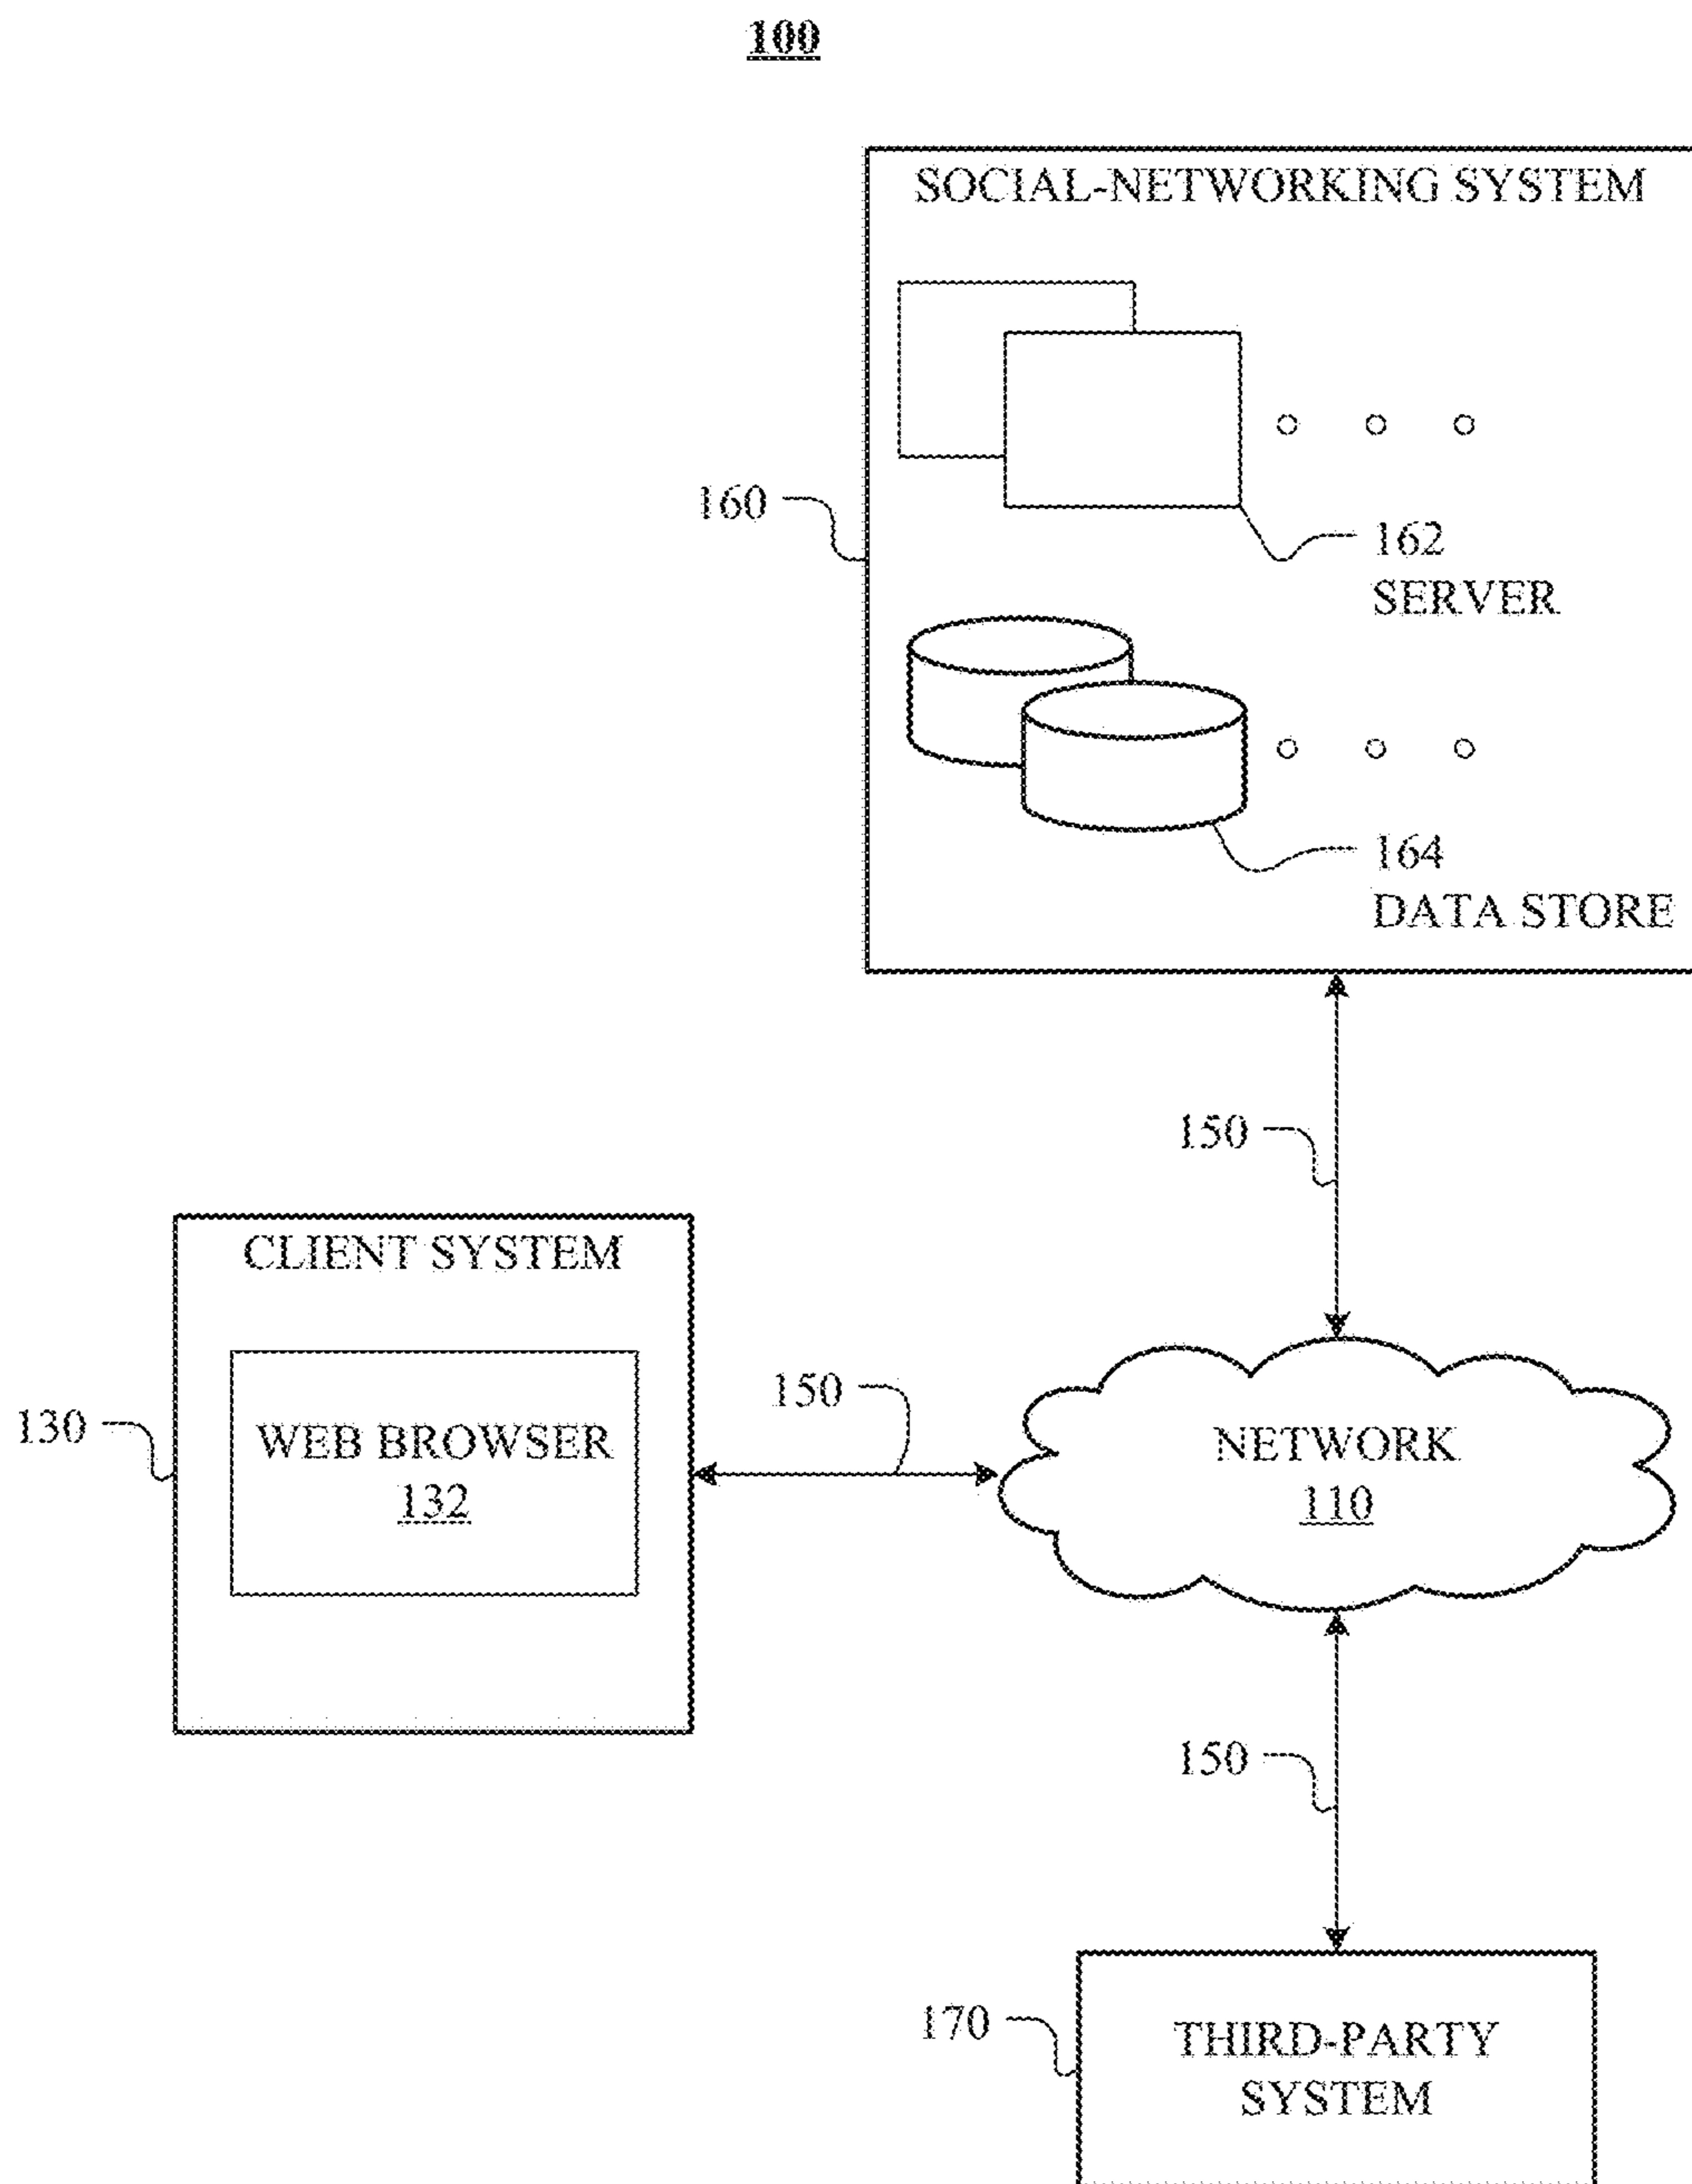 100
SOCIAL-NETWORKING SYSTEM
160
162
SERVER
164
DATA STORE
150
CLIENT SYSTEM
130
WEB BROWSER
132
150
NETWORK
110
150
170
THIRD-PARTY
SYSTEM